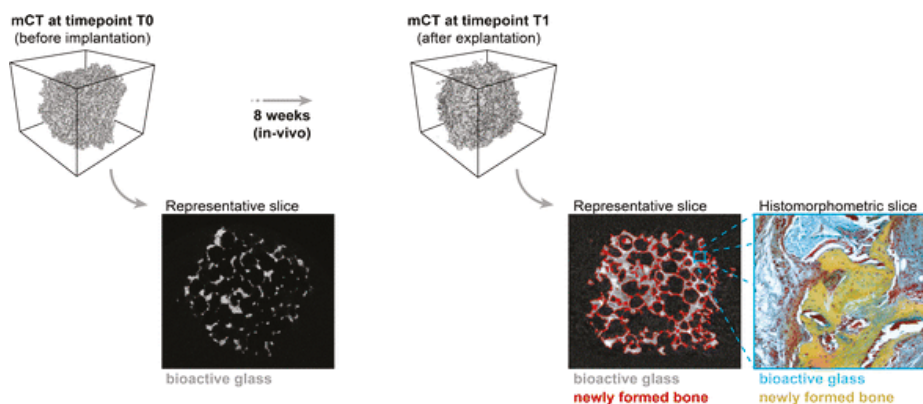 mCT at timepoint T0
(before implantation)
mCT at timepoint T1
(after explantation)
8 weeks
(in-vivo)
Representative slice
bioactive glass
Representative slice
bioactive glass
newly formed bone
Histomorphometric slice
bioactive glass
newly formed bone